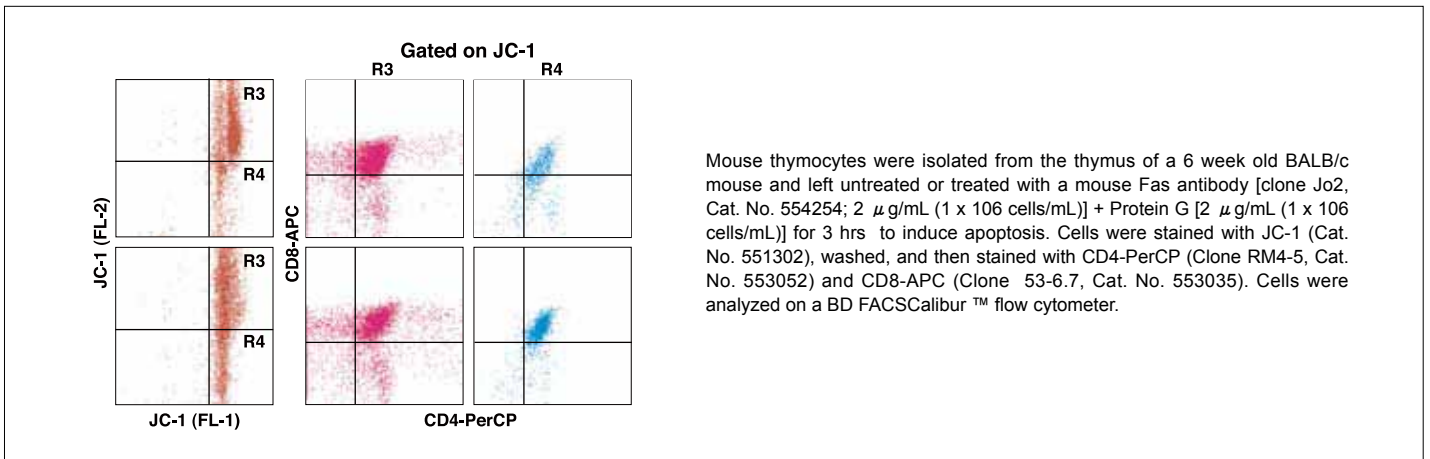 Gated on JC-1
R3
R4
R3
R4
R3
R4
JC-1 (FL-2)
CD8-APC
JC-1 (FL-1)
CD4-PerCP
Mouse thymocytes were isolated from the thymus of a 6 week old BALB/c
mouse and left untreated or treated with a mouse Fas antibody [clone Jo2,
Cat. No. 554254; 2 μg/mL (1 x 106 cells/mL)] + Protein G [2 μg/mL (1 x 106
cells/mL)] for 3 hrs to induce apoptosis. Cells were stained with JC-1 (Cat.
No. 551302), washed, and then stained with CD4-PerCP (Clone RM4-5, Cat.
No. 553052) and CD8-APC (Clone 53-6.7, Cat. No. 553035). Cells were
analyzed on a BD FACSCalibur ™ flow cytometer.